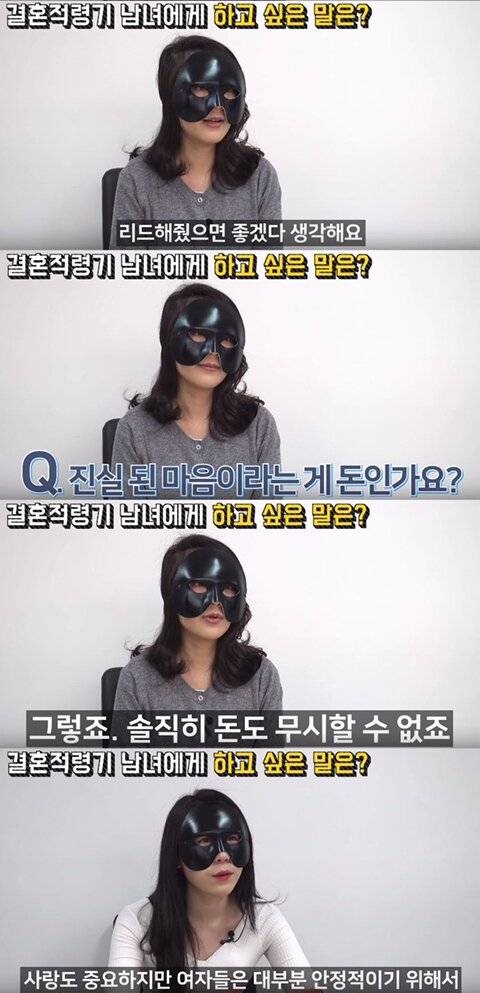 결혼적령기 남녀에게 하고 싶은 말은?
리드해줬으면 좋겠다 생각해요
결혼적령기 남녀에게 하고 싶은 말은?
Q. 진실 된 마음이라는 게 돈인가요?
결혼적령기 남녀에게 하고 싶은 말은?
그렇죠. 솔직히 돈도 무시할 수 없죠
결혼적령기 남녀에게 하고 싶은 말은?
사랑도 중요하지만 여자들은 대부분 안정적이기 위해서